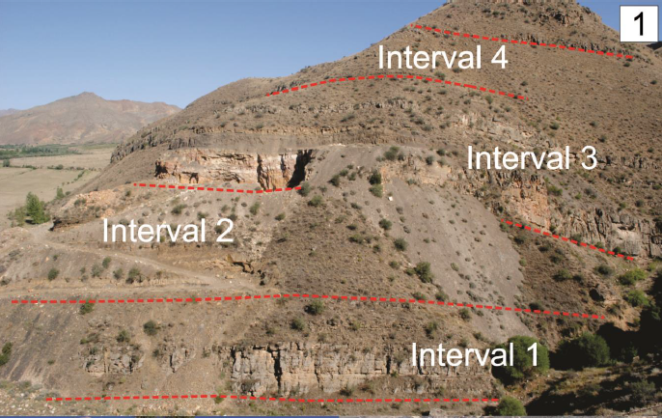 1
Interval 4
Interval 3
Interval 2
Interval 1